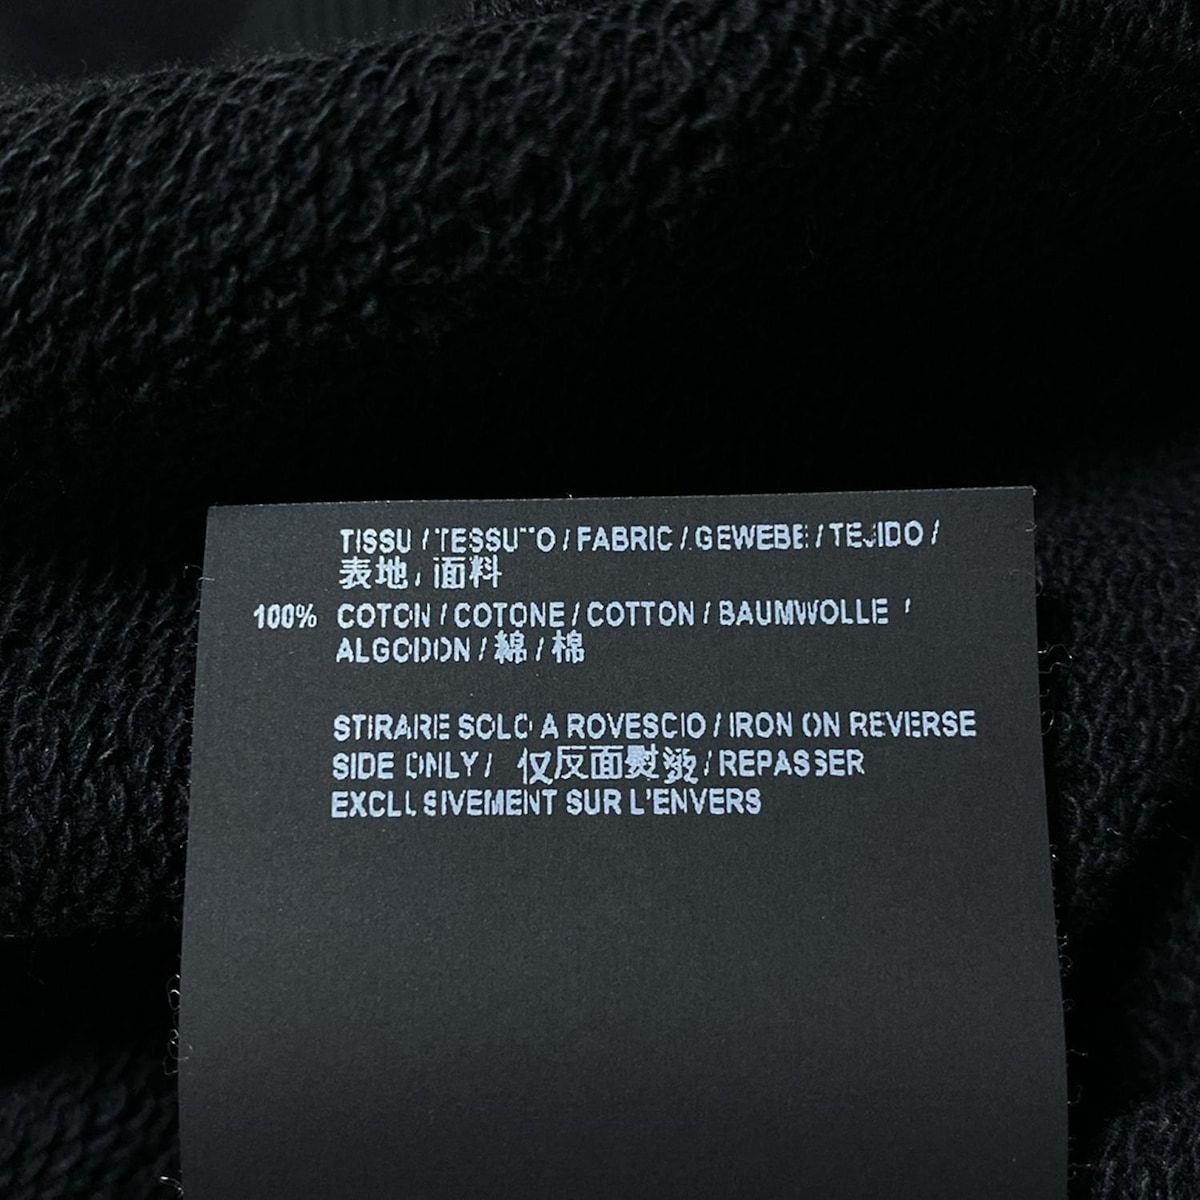 TISSU / TESSUTO / FABRIC / GEWEBE / TEJIDO /
表地 / 面料
100% COTON / COTONE / COTTON / BAUMWOLLE /
ALGODON / 綿 / 棉
STIRARE SOLO A ROVESCIO / IRON ON REVERSE
SIDE ONLY / 仅反面熨烫 / REPASSER
EXCLUSIVEMENT SUR L'ENVERS